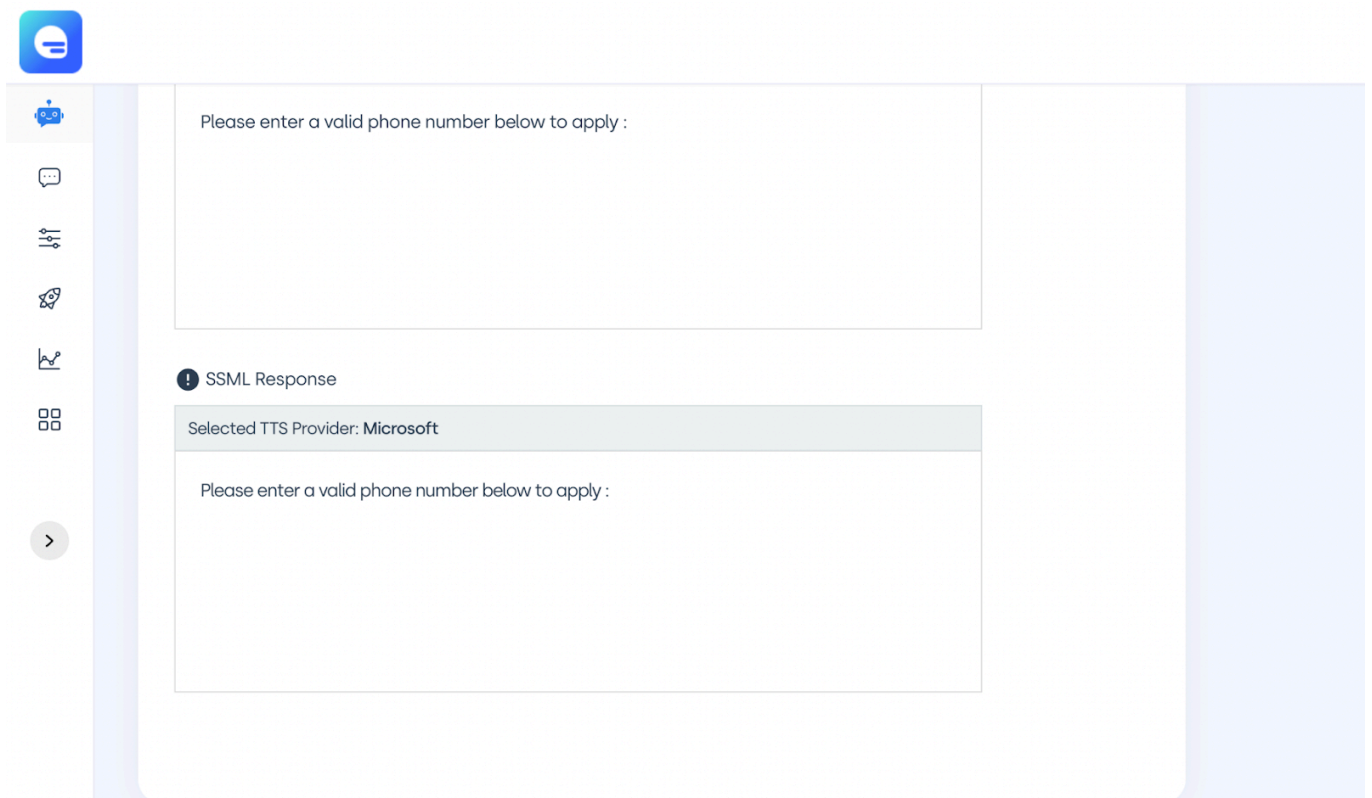 Please enter a valid phone number below to apply :
SSML Response
Selected TTS Provider: Microsoft
Please enter a valid phone number below to apply :